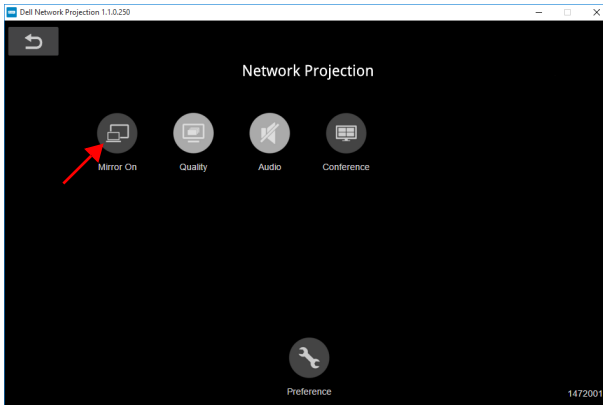 Dell Network Projection 1.1.0.250
Network Projection
Mirror On
Quality
Audio
Conference
Preference
1472001